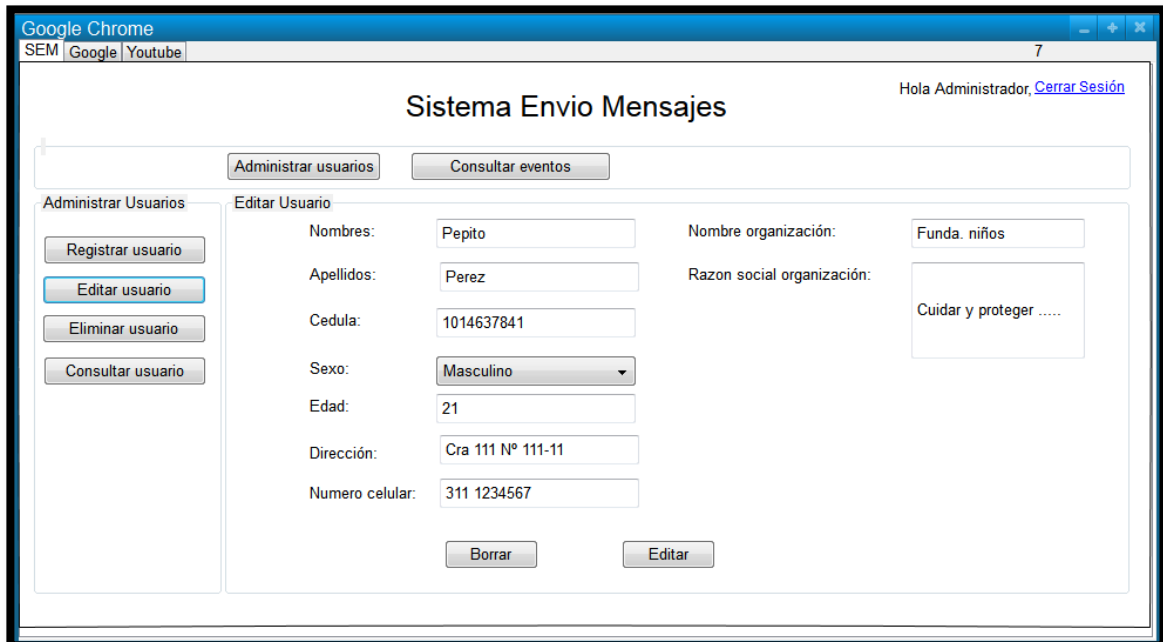 Google Chrome
SEM Google Youtube 7
Hola Administrador, Cerrar Sesión
Sistema Envio Mensajes
Administrar usuarios Consultar eventos
Administrar Usuarios
Registrar usuario
Editar usuario
Eliminar usuario
Consultar usuario
Editar Usuario
Nombres: Pepito
Apellidos: Perez
Cedula: 1014637841
Sexo: Masculino
Edad: 21
Dirección: Cra 111 Nº 111-11
Numero celular: 311 1234567
Nombre organización: Funda. niños
Razon social organización: Cuidar y proteger .....
Borrar Editar